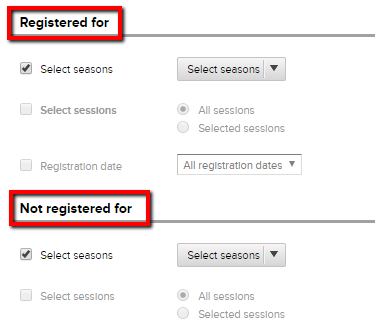 Registered for
Select seasons Select seasons
Select sessions All sessions
Selected sessions
Registration date All registration dates
Not registered for
Select seasons Select seasons
Select sessions All sessions
Selected sessions